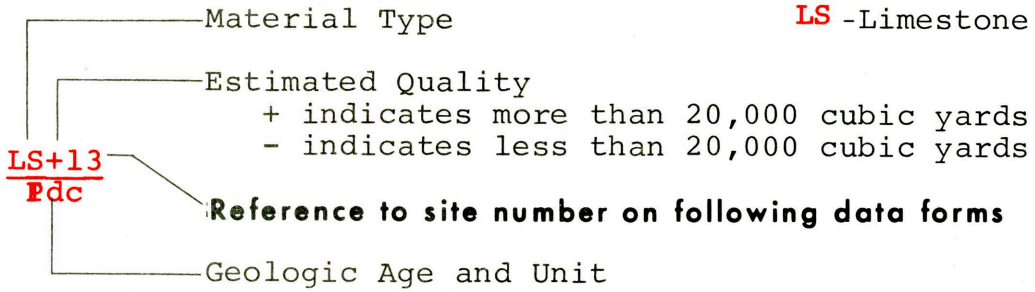 Material Type LS -Limestone
Estimated Quality
+ indicates more than 20,000 cubic yards
- indicates less than 20,000 cubic yards
LS+13
Pdc
Reference to site number on following data forms
Geologic Age and Unit